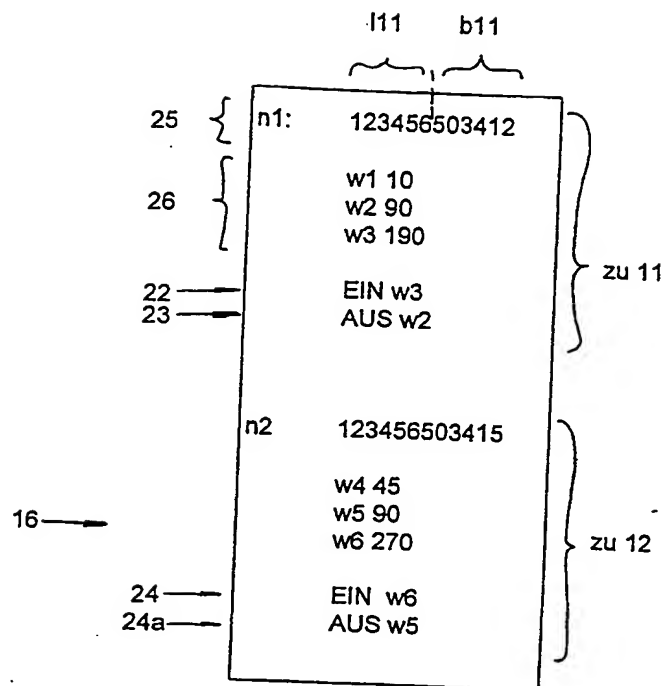 l11 b11
25 n1: 123456503412
w1 10
26 w2 90
w3 190
zu 11
22 EIN w3
23 AUS w2
n2 123456503415
w4 45
16 w5 90
w6 270
zu 12
24 EIN w6
24a AUS w5